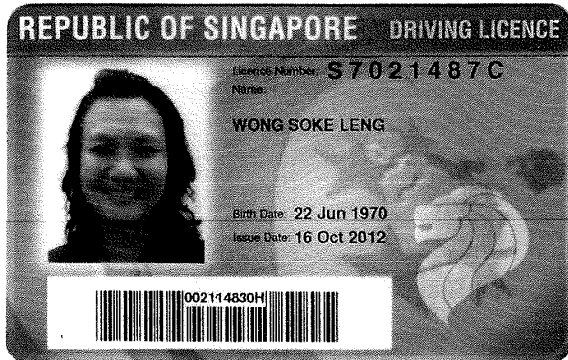 REPUBLIC OF SINGAPORE DRIVING LICENCE
Licence Number: S7021487C
Name:
WONG SOKE LENG
Birth Date: 22 Jun 1970
Issue Date: 16 Oct 2012
002114830H